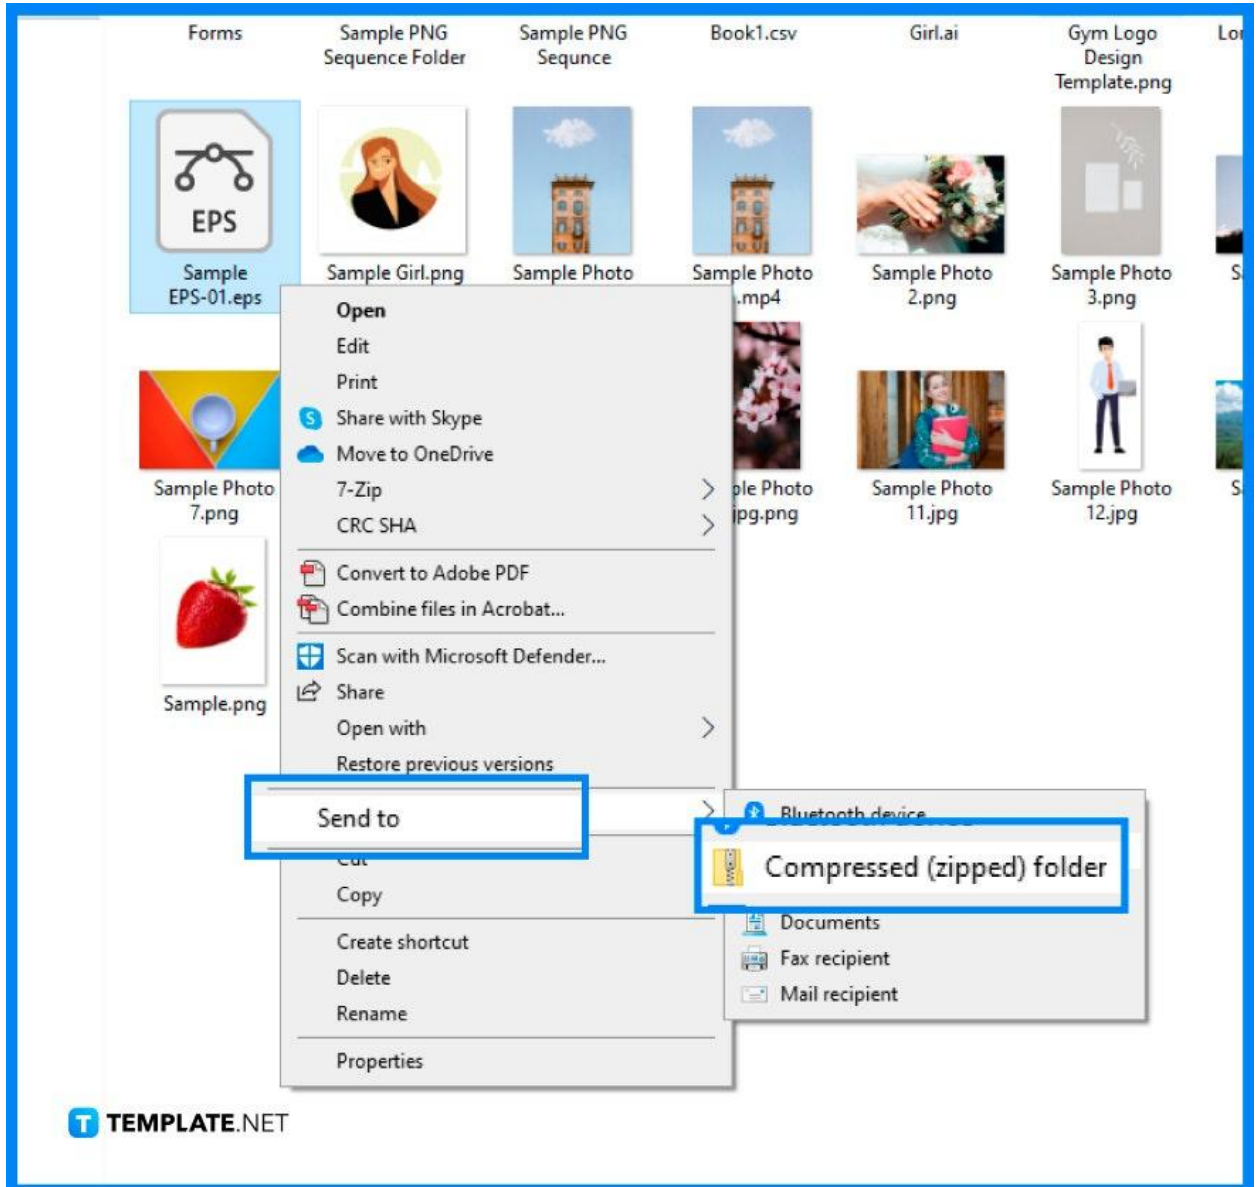 Forms
Sample PNG
Sequence Folder
Sample PNG
Sequnce
Book1.csv
Girl.ai
Gym Logo
Design
Template.png
EPS
Sample
EPS-01.eps
Sample Girl.png
Sample Photo
Sample Photo
.mp4
Sample Photo
2.png
Sample Photo
3.png
Open
Edit
Print
Share with Skype
Move to OneDrive
7-Zip
CRC SHA
Convert to Adobe PDF
Combine files in Acrobat...
Scan with Microsoft Defender...
Share
Open with
Restore previous versions
Send to
Cut
Copy
Create shortcut
Delete
Rename
Properties
Sample Photo
7.png
ple Photo
jpg.png
Sample Photo
11.jpg
Sample Photo
12.jpg
Sample.png
Bluetooth device
Compressed (zipped) folder
Documents
Fax recipient
Mail recipient
T TEMPLATE.NET